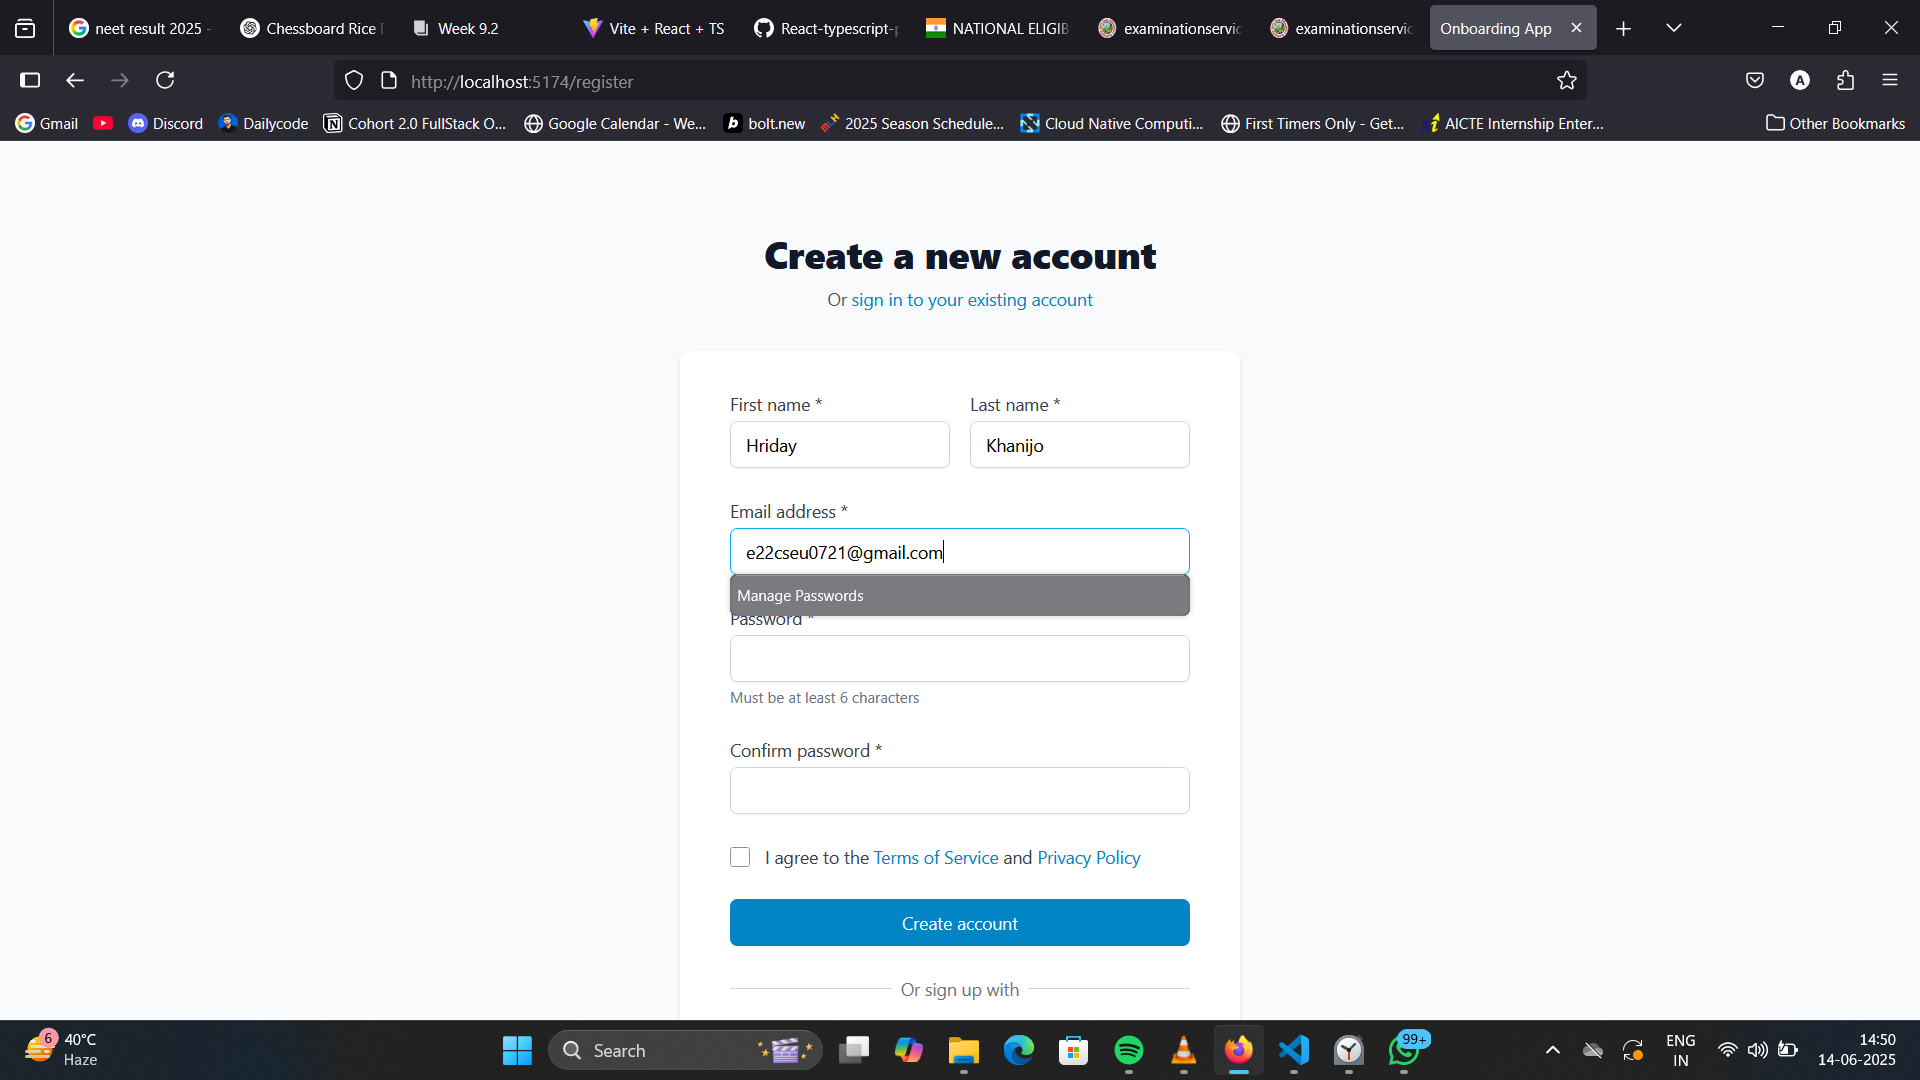 neet result 2025 -
Chessboard Rice
Week 9.2
Vite + React + TS
React-typescript-
NATIONAL ELIGIB
examinationservic
examinationservic
Onboarding App
http://localhost:5174/register
A
Gmail
Discord
Dailycode
Cohort 2.0 FullStack O...
Google Calendar - We...
b bolt.new
2025 Season Schedule...
Cloud Native Computi...
First Timers Only - Get...
AICTE Internship Enter...
Other Bookmarks
Create a new account
Or sign in to your existing account
First name *
Last name *
Hriday
Khanijo
Email address *
e22cseu0721@gmail.com
Manage Passwords
Password *
Must be at least 6 characters
Confirm password *
I agree to the Terms of Service and Privacy Policy
Create account
Or sign up with
6
40°C
Haze
Search
99+
ENG
IN
14:50
14-06-2025